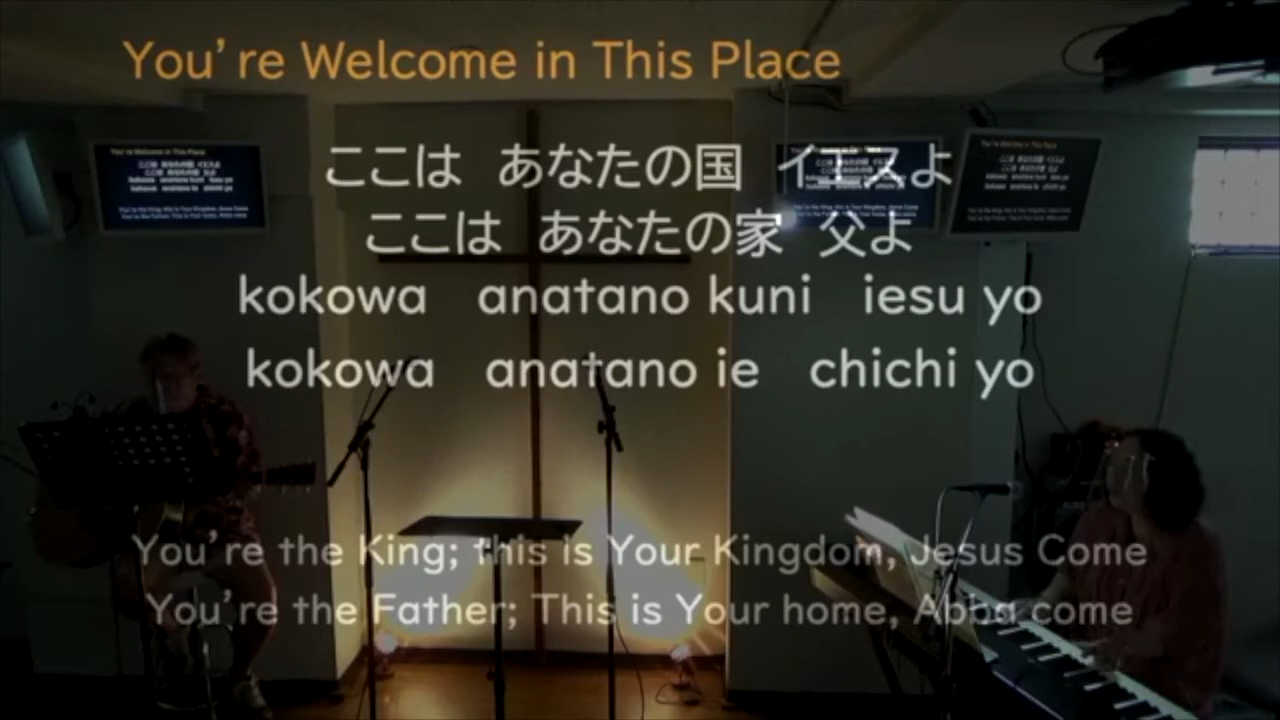 You're Welcome in This Place
ここは　あなたの国　イエスよ
ここは　あなたの家　父よ
kokowa　anatano kuni　iesu yo
kokowa　anatano ie　chichi yo
You're the King; this is Your Kingdom, Jesus Come
You're the Father; This is Your home, Abba come